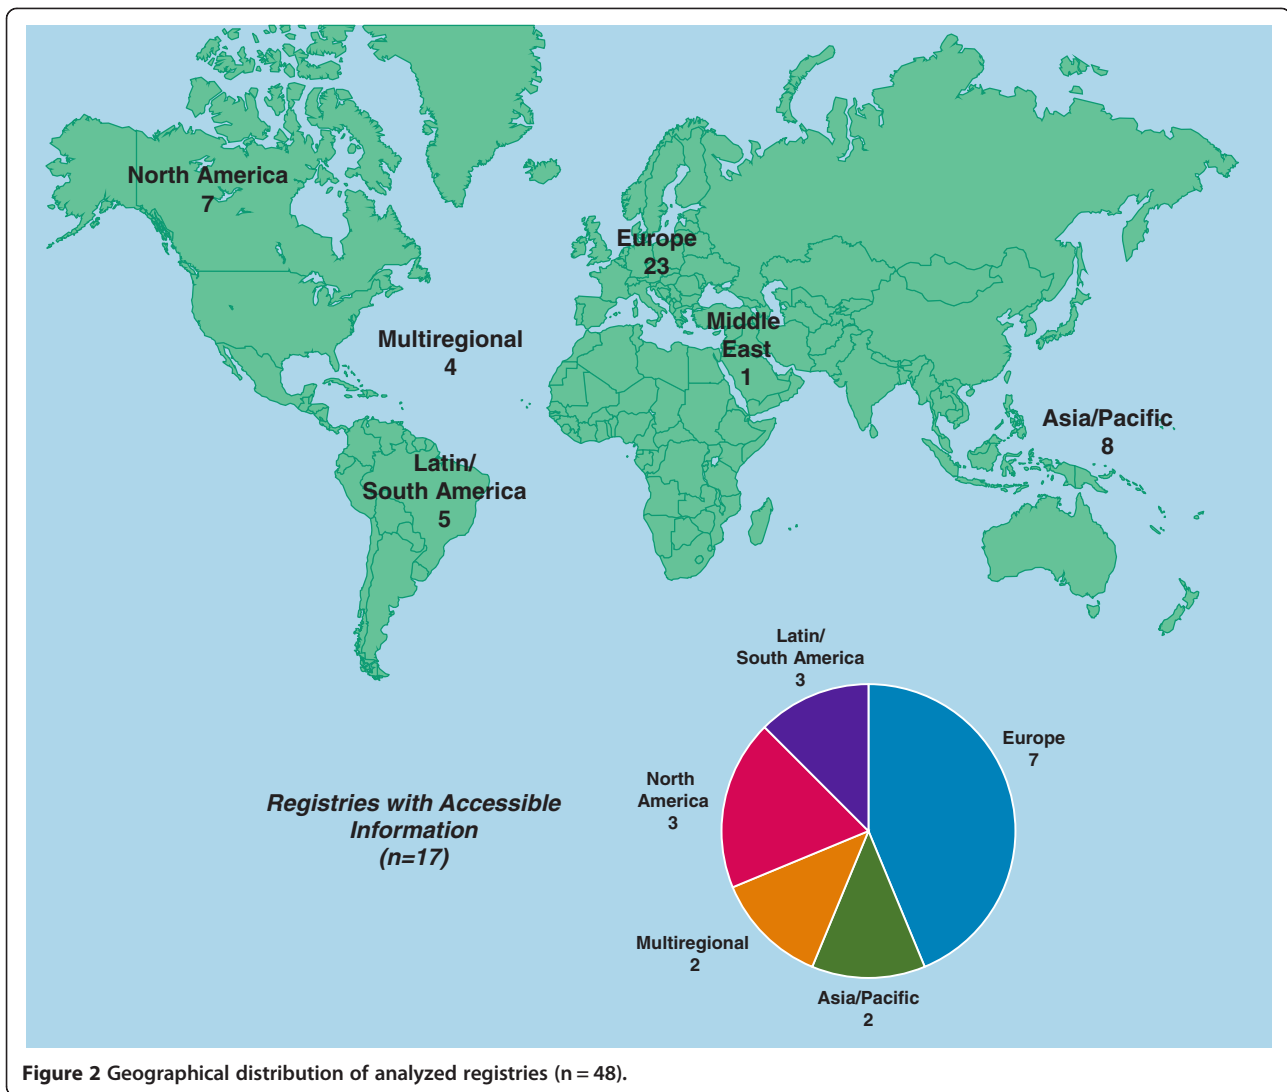 North America
7
Europe
23
Middle
East
1
Multiregional
4
Asia/Pacific
8
Latin/
South America
5
Latin/
South America
3
Europe
7
North
America
3
Registries with Accessible
Information
(n=17)
Multiregional
2
Asia/Pacific
2
Figure 2 Geographical distribution of analyzed registries (n = 48).